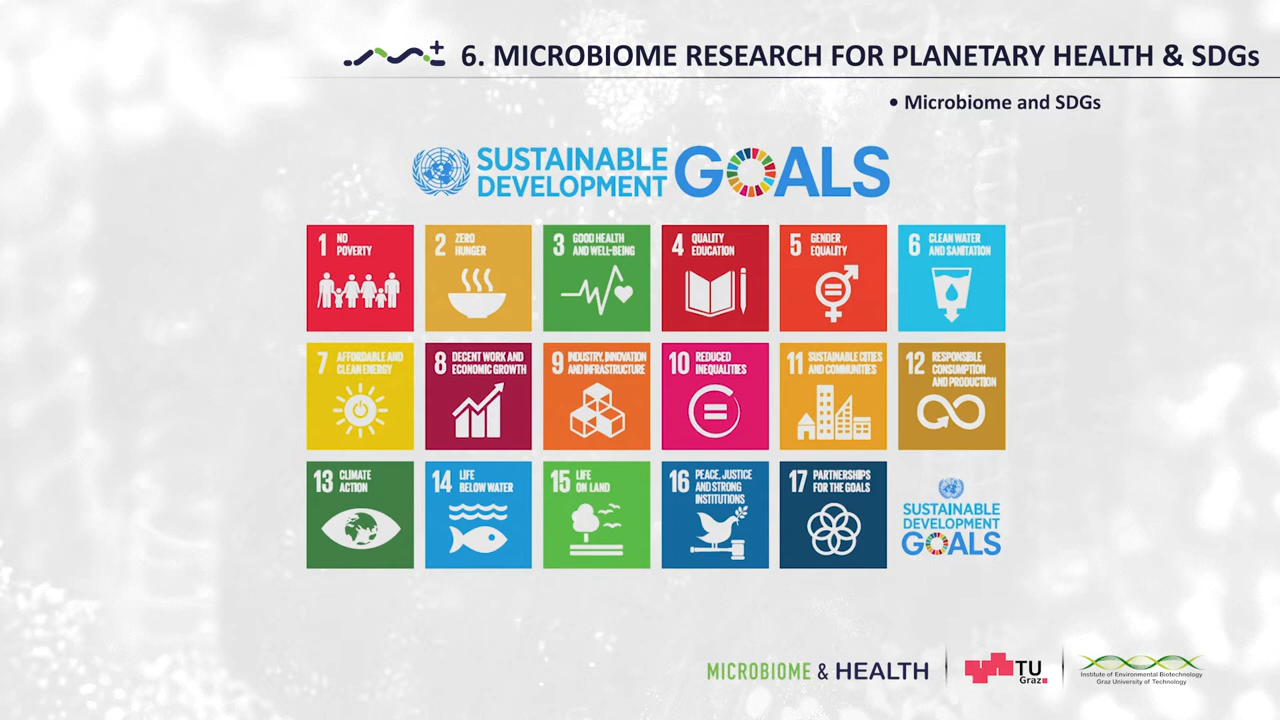 6. MICROBIOME RESEARCH FOR PLANETARY HEALTH & SDGs
• Microbiome and SDGs
SUSTAINABLE
DEVELOPMENT
GOALS
1 NO
POVERTY
2 ZERO
HUNGER
3 GOOD HEALTH
AND WELL-BEING
4 QUALITY
EDUCATION
5 GENDER
EQUALITY
6 CLEAN WATER
AND SANITATION
7 AFFORDABLE AND
CLEAN ENERGY
8 DECENT WORK AND
ECONOMIC GROWTH
9 INDUSTRY, INNOVATION
AND INFRASTRUCTURE
10 REDUCED
INEQUALITIES
11 SUSTAINABLE CITIES
AND COMMUNITIES
12 RESPONSIBLE
CONSUMPTION
AND PRODUCTION
13 CLIMATE
ACTION
14 LIFE
BELOW WATER
15 LIFE
ON LAND
16 PEACE, JUSTICE
AND STRONG
INSTITUTIONS
17 PARTNERSHIPS
FOR THE GOALS
SUSTAINABLE
DEVELOPMENT
GOALS
MICROBIOME & HEALTH
TU
Graz
Institute of Environmental Biotechnology
Graz University of Technology